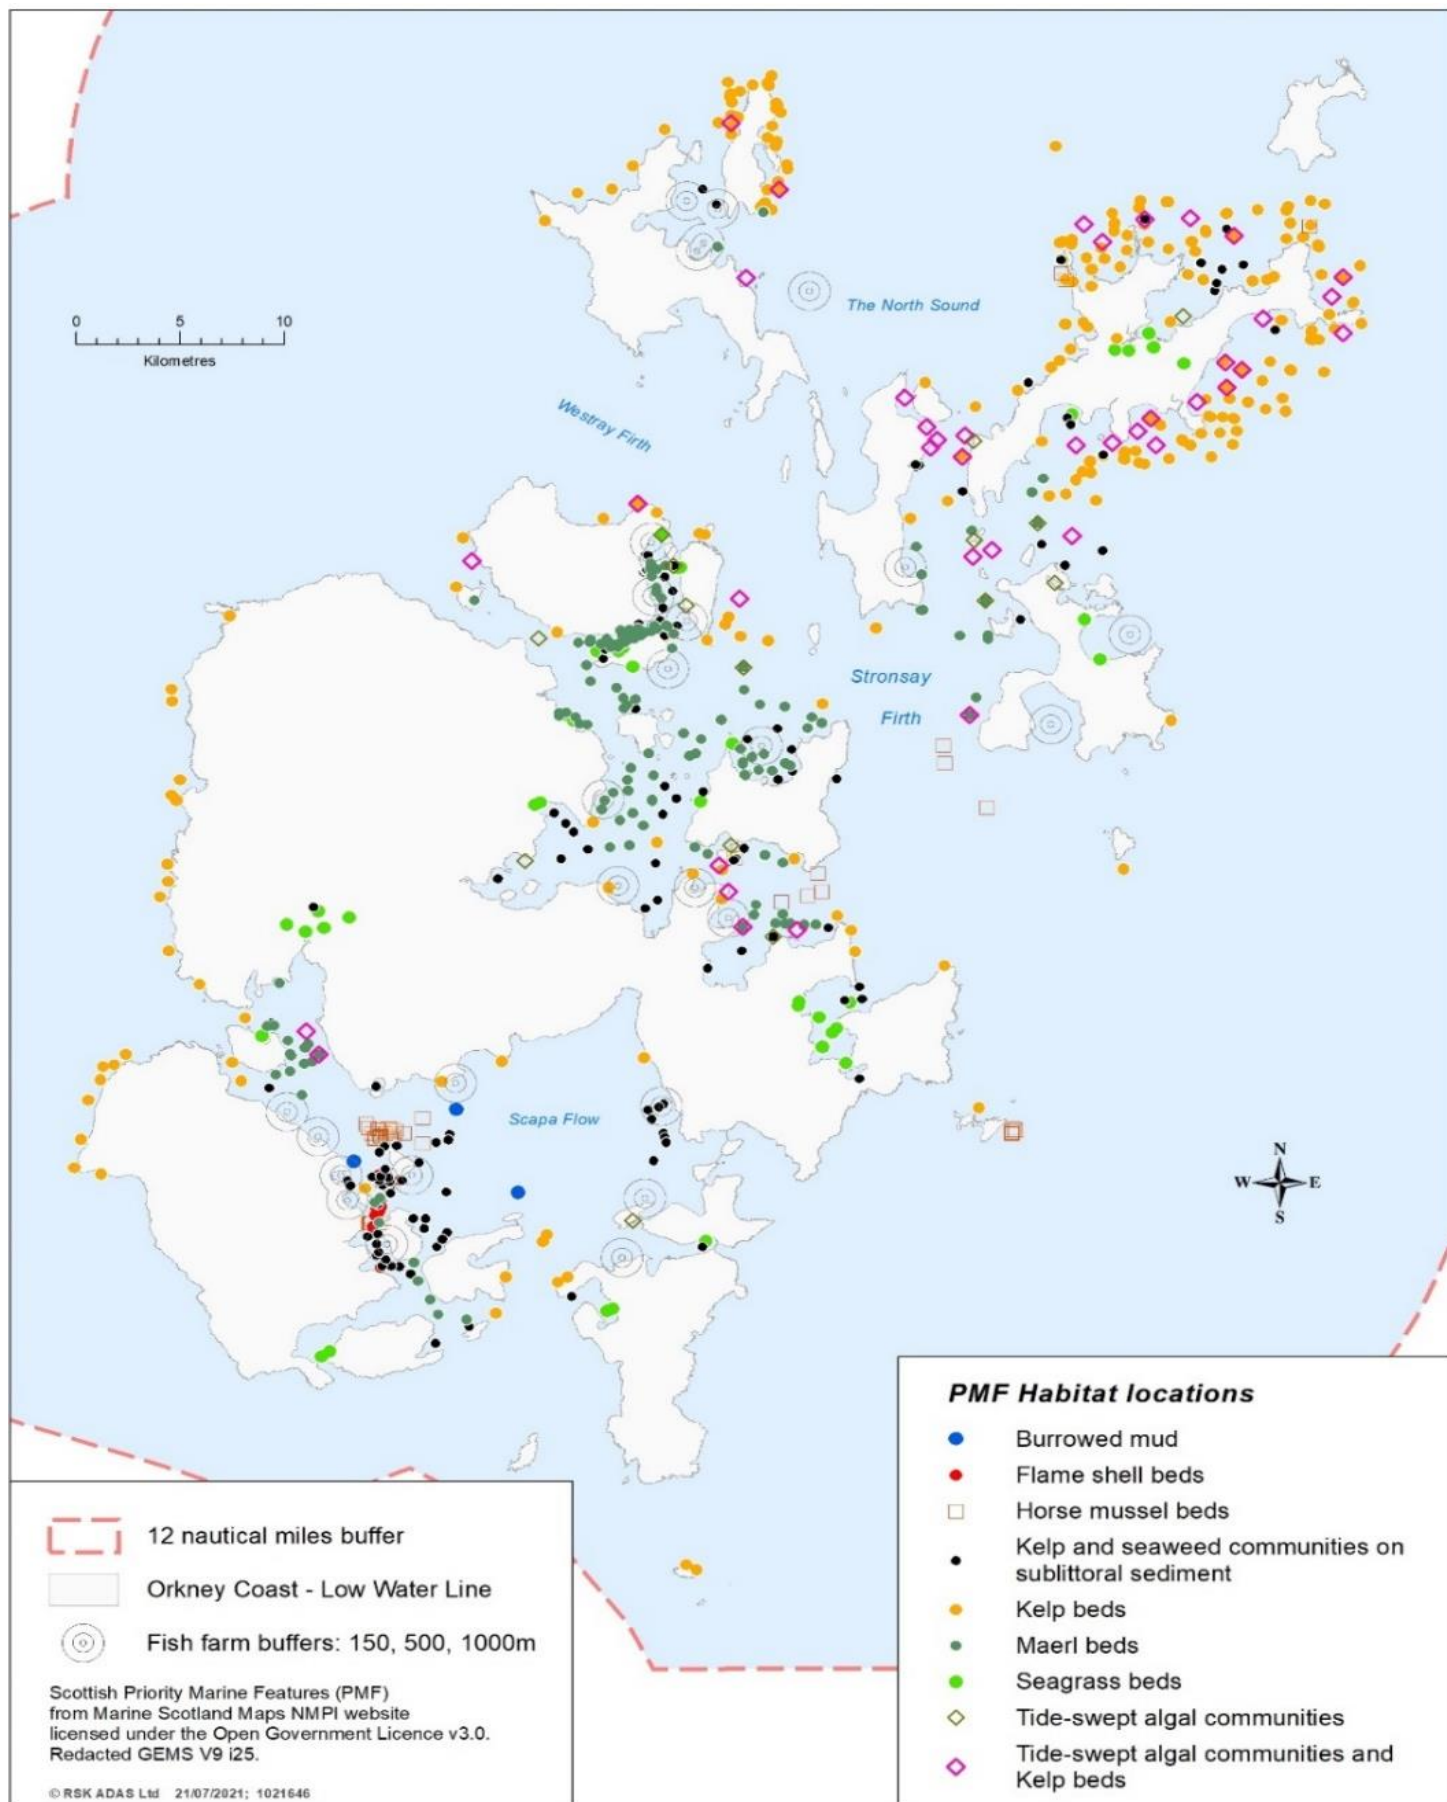 The North Sound
0 5 10
Kilometres
Westray Firth
Stronsay
Firth
Scapa Flow
N
W E
S
PMF Habitat locations
Burrowed mud
Flame shell beds
Horse mussel beds
Kelp and seaweed communities on
sublittoral sediment
Kelp beds
Maerl beds
Seagrass beds
Tide-swept algal communities
Tide-swept algal communities and
Kelp beds
12 nautical miles buffer
Orkney Coast - Low Water Line
Fish farm buffers: 150, 500, 1000m
Scottish Priority Marine Features (PMF)
from Marine Scotland Maps NMPI website
licensed under the Open Government Licence v3.0.
Redacted GEMS V9 i25.
© RSK ADAS Ltd 21/07/2021; 1021646